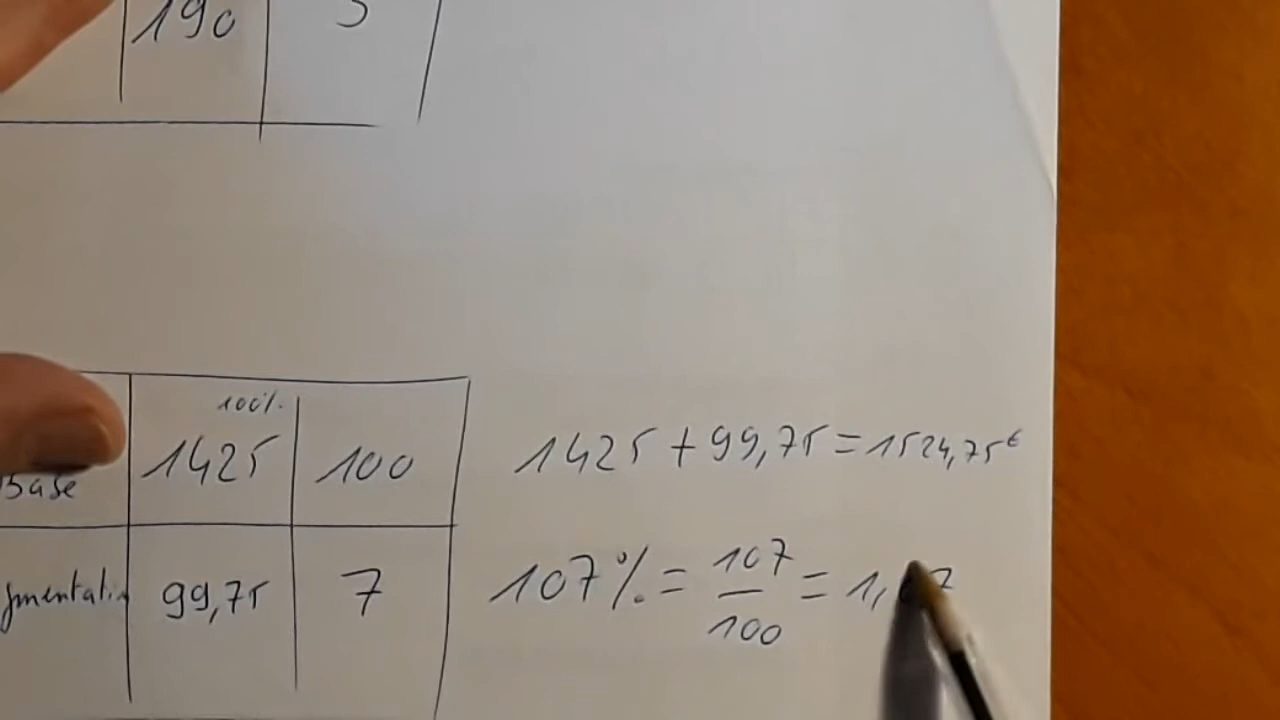 190 5
100%
1425 100
Base
1425 + 99,75 = 1524,75€
99,75 7
107% = 107/100 = 1,